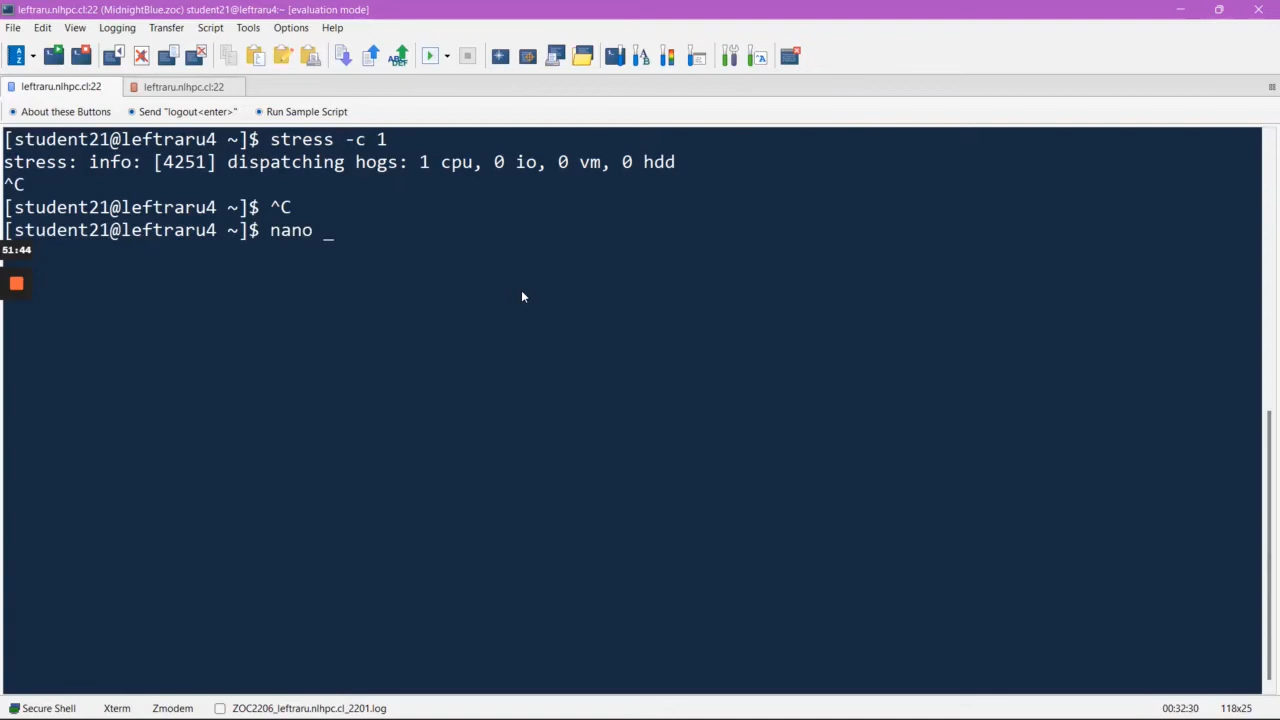 leftraru.nlhpc.cl:22 (MidnightBlue.zoc) student21@leftraru4:~ [evaluation mode]
File Edit View Logging Transfer Script Tools Options Help
leftraru.nlhpc.cl:22 leftraru.nlhpc.cl:22
About these Buttons Send "logout<enter>" Run Sample Script
[student21@leftraru4 ~]$ stress -c 1
stress: info: [4251] dispatching hogs: 1 cpu, 0 io, 0 vm, 0 hdd
^C
[student21@leftraru4 ~]$ ^C
[student21@leftraru4 ~]$ nano _
51:44
Secure Shell Xterm Zmodem ZOC2206_leftraru.nlhpc.cl_2201.log 00:32:30 118x25